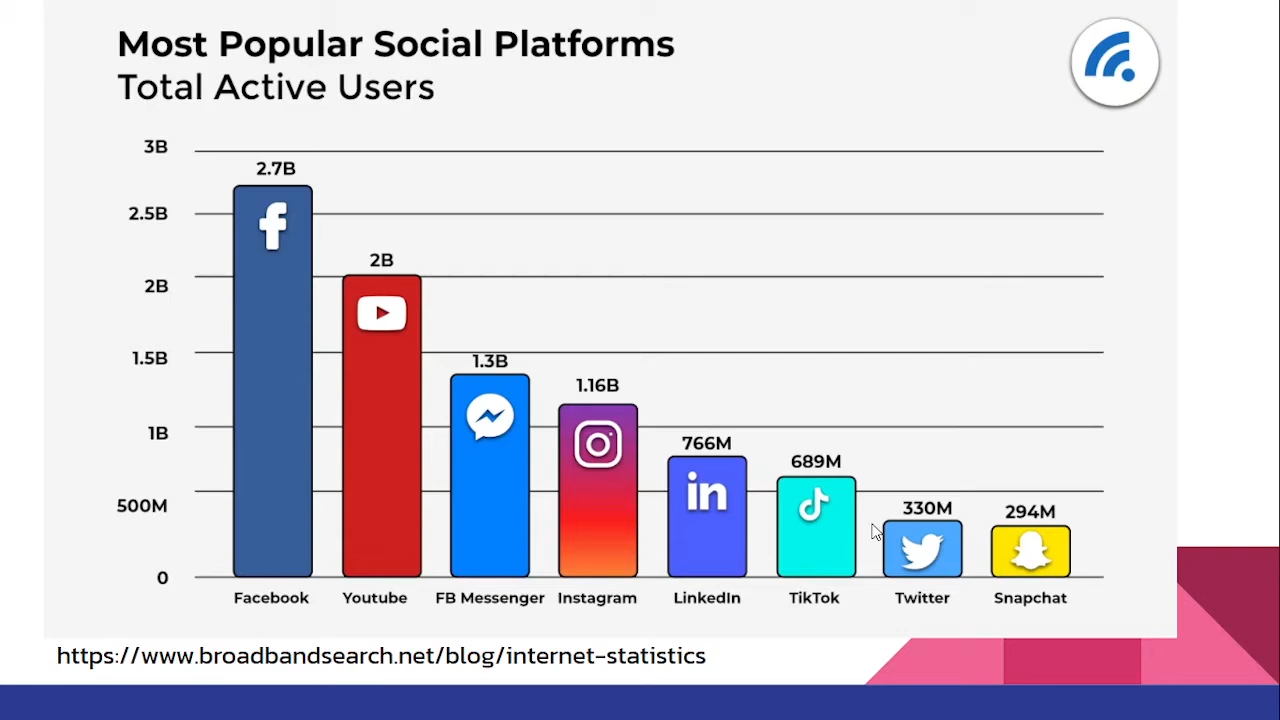 Most Popular Social Platforms
Total Active Users
3B
2.5B
2B
1.5B
1B
500M
0
2.7B
2B
1.3B
1.16B
766M
689M
330M
294M
f
in
Facebook Youtube FB Messenger Instagram LinkedIn TikTok Twitter Snapchat
https://www.broadbandsearch.net/blog/internet-statistics